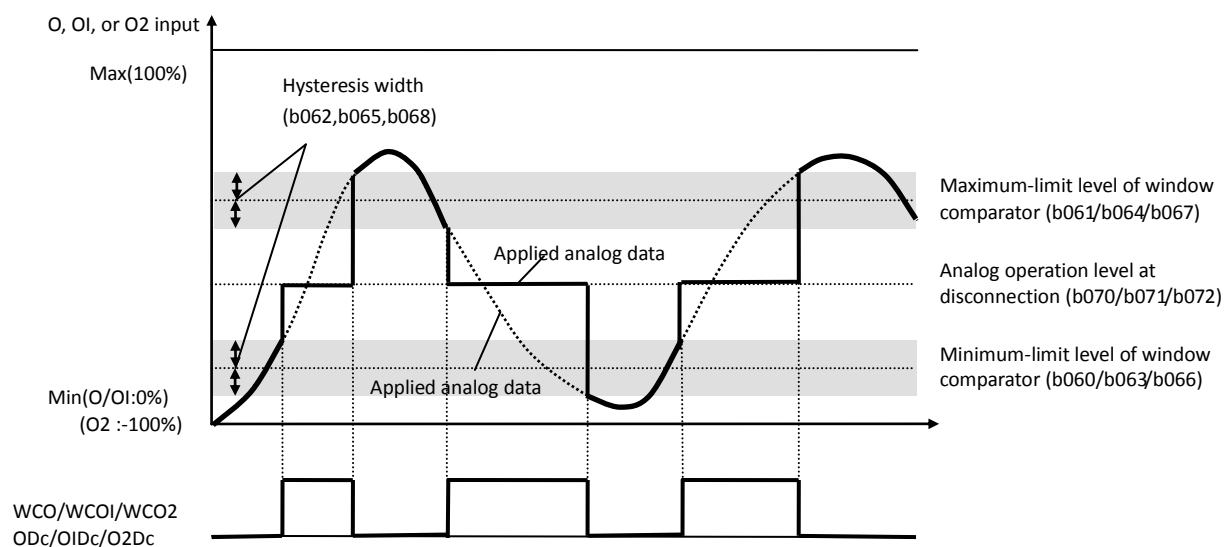 O, OI, or O2 input
Max(100%)
Hysteresis width
(b062,b065,b068)
Maximum-limit level of window
comparator (b061/b064/b067)
Applied analog data
Analog operation level at
disconnection (b070/b071/b072)
Minimum-limit level of window
comparator (b060/b063/b066)
Applied analog data
Min(O/OI:0%)
(O2 :-100%)
WCO/WCOI/WCO2
ODc/OIDc/O2Dc